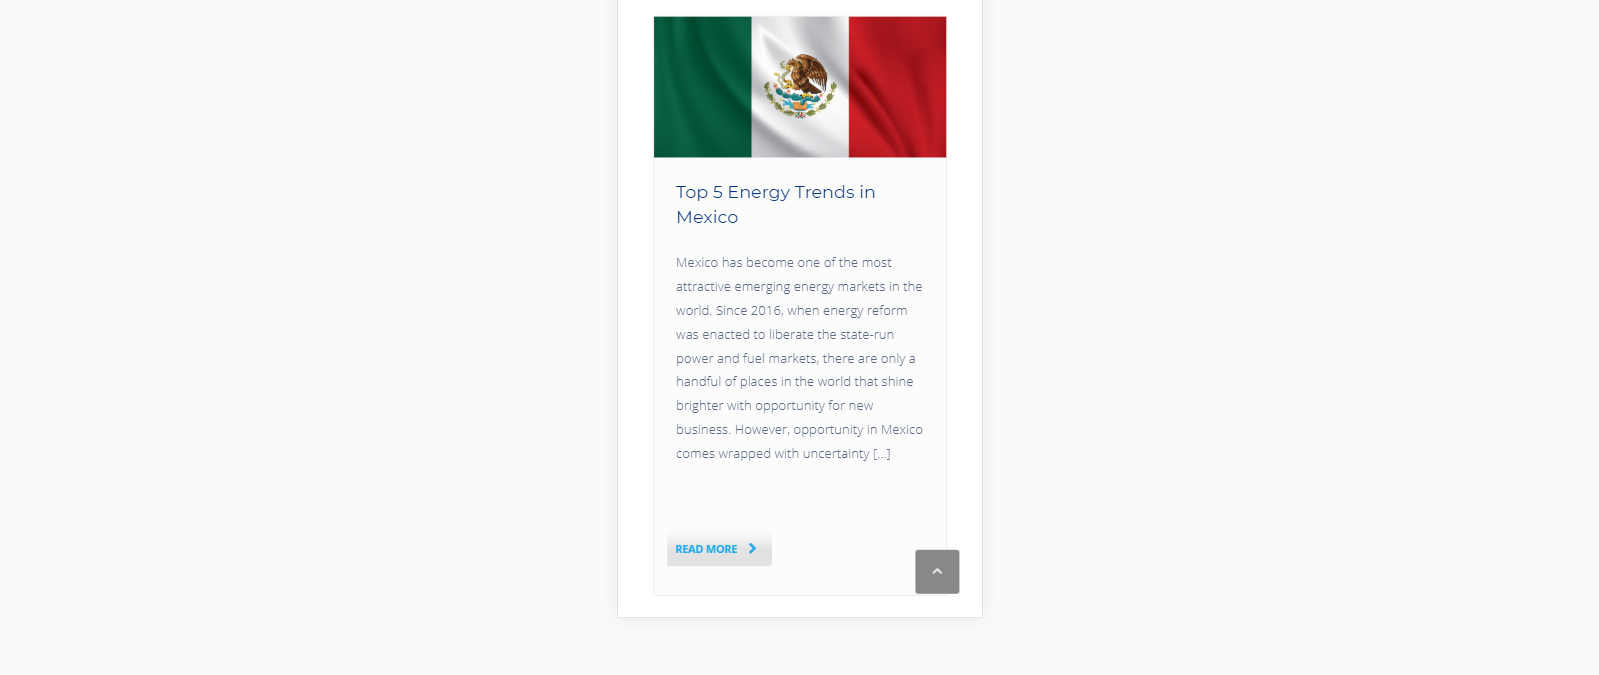 Top 5 Energy Trends in
Mexico
Mexico has become one of the most
attractive emerging energy markets in the
world. Since 2016, when energy reform
was enacted to liberate the state-run
power and fuel markets, there are only a
handful of places in the world that shine
brighter with opportunity for new
business. However, opportunity in Mexico
comes wrapped with uncertainty [...]
READ MORE